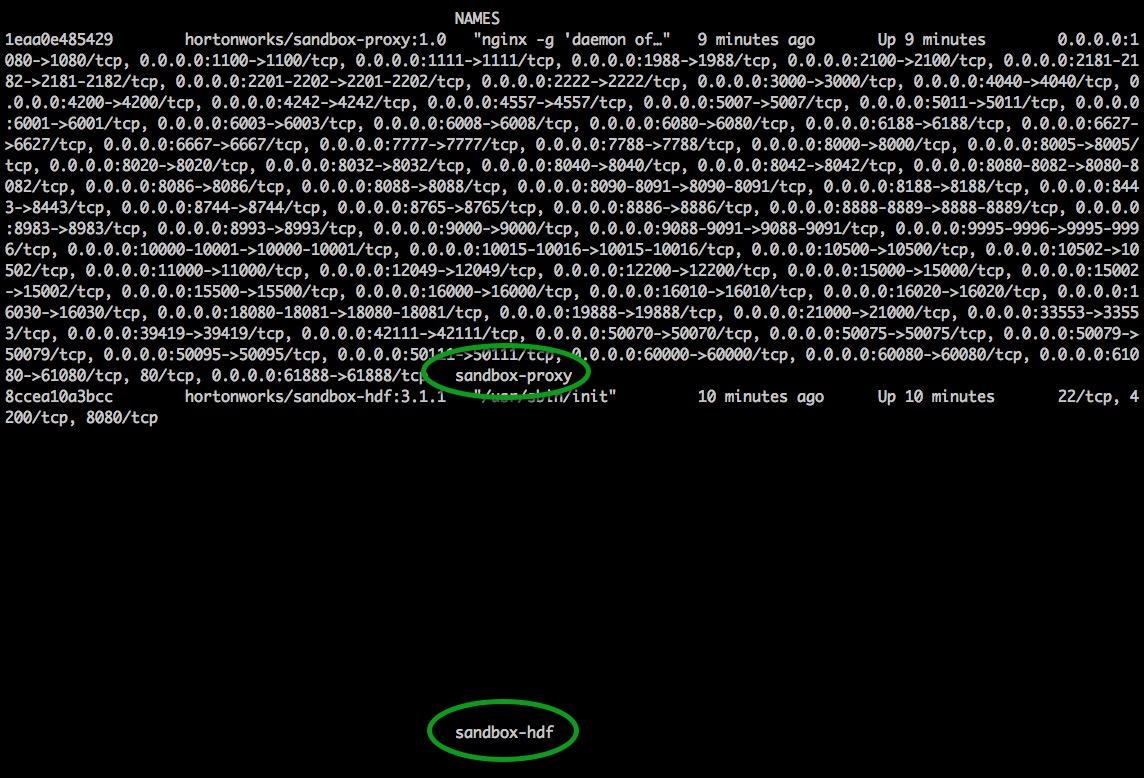 NAMES
1eaa0e485429 hortonworks/sandbox-proxy:1.0 "nginx -g 'daemon of…" 9 minutes ago Up 9 minutes 0.0.0.0:1
080->1080/tcp, 0.0.0.0:1100->1100/tcp, 0.0.0.0:1111->1111/tcp, 0.0.0.0:1988->1988/tcp, 0.0.0.0:2100->2100/tcp, 0.0.0.0:2181-21
82->2181-2182/tcp, 0.0.0.0:2201-2202->2201-2202/tcp, 0.0.0.0:2222->2222/tcp, 0.0.0.0:3000->3000/tcp, 0.0.0.0:4040->4040/tcp, 0
.0.0.0:4200->4200/tcp, 0.0.0.0:4242->4242/tcp, 0.0.0.0:4557->4557/tcp, 0.0.0.0:5007->5007/tcp, 0.0.0.0:5011->5011/tcp, 0.0.0.0
:6001->6001/tcp, 0.0.0.0:6003->6003/tcp, 0.0.0.0:6008->6008/tcp, 0.0.0.0:6080->6080/tcp, 0.0.0.0:6188->6188/tcp, 0.0.0.0:6627-
>6627/tcp, 0.0.0.0:6667->6667/tcp, 0.0.0.0:7777->7777/tcp, 0.0.0.0:7788->7788/tcp, 0.0.0.0:8000->8000/tcp, 0.0.0.0:8005->8005/
tcp, 0.0.0.0:8020->8020/tcp, 0.0.0.0:8032->8032/tcp, 0.0.0.0:8040->8040/tcp, 0.0.0.0:8042->8042/tcp, 0.0.0.0:8080-8082->8080-8
082/tcp, 0.0.0.0:8086->8086/tcp, 0.0.0.0:8088->8088/tcp, 0.0.0.0:8090-8091->8090-8091/tcp, 0.0.0.0:8188->8188/tcp, 0.0.0.0:844
3->8443/tcp, 0.0.0.0:8744->8744/tcp, 0.0.0.0:8765->8765/tcp, 0.0.0.0:8886->8886/tcp, 0.0.0.0:8888-8889->8888-8889/tcp, 0.0.0.0
:8983->8983/tcp, 0.0.0.0:8993->8993/tcp, 0.0.0.0:9000->9000/tcp, 0.0.0.0:9088-9091->9088-9091/tcp, 0.0.0.0:9995-9996->9995-999
6/tcp, 0.0.0.0:10000-10001->10000-10001/tcp, 0.0.0.0:10015-10016->10015-10016/tcp, 0.0.0.0:10500->10500/tcp, 0.0.0.0:10502->10
502/tcp, 0.0.0.0:11000->11000/tcp, 0.0.0.0:12049->12049/tcp, 0.0.0.0:12200->12200/tcp, 0.0.0.0:15000->15000/tcp, 0.0.0.0:15002
->15002/tcp, 0.0.0.0:15500->15500/tcp, 0.0.0.0:16000->16000/tcp, 0.0.0.0:16010->16010/tcp, 0.0.0.0:16020->16020/tcp, 0.0.0.0:1
6030->16030/tcp, 0.0.0.0:18080-18081->18080-18081/tcp, 0.0.0.0:19888->19888/tcp, 0.0.0.0:21000->21000/tcp, 0.0.0.0:33553->3355
3/tcp, 0.0.0.0:39419->39419/tcp, 0.0.0.0:42111->42111/tcp, 0.0.0.0:50070->50070/tcp, 0.0.0.0:50075->50075/tcp, 0.0.0.0:50079->
50079/tcp, 0.0.0.0:50095->50095/tcp, 0.0.0.0:50111->50111/tcp, 0.0.0.0:60000->60000/tcp, 0.0.0.0:60080->60080/tcp, 0.0.0.0:610
80->61080/tcp, 80/tcp, 0.0.0.0:61888->61888/tcp sandbox-proxy
8ccea10a3bcc hortonworks/sandbox-hdf:3.1.1 "/usr/sbin/init" 10 minutes ago Up 10 minutes 22/tcp, 4
200/tcp, 8080/tcp
sandbox-hdf